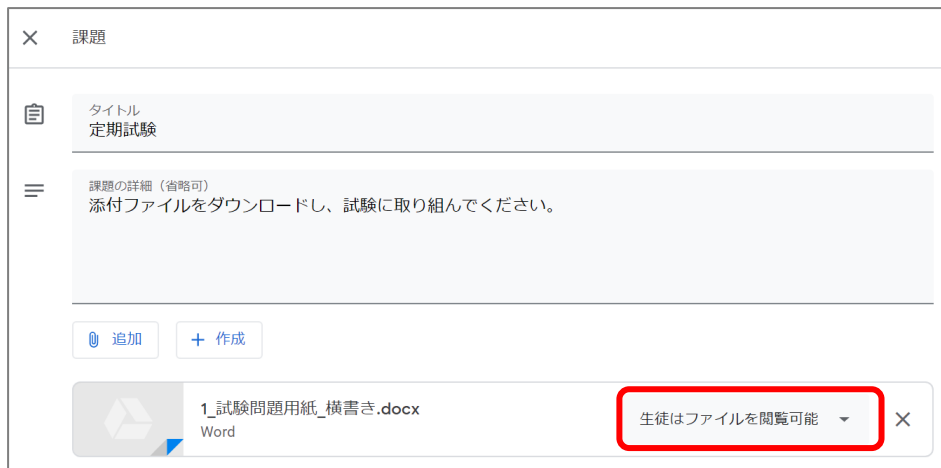 課題
タイトル
定期試験
課題の詳細（省略可）
添付ファイルをダウンロードし、試験に取り組んでください。
追加
作成
1_試験問題用紙_横書き.docx
生徒はファイルを閲覧可能
Word